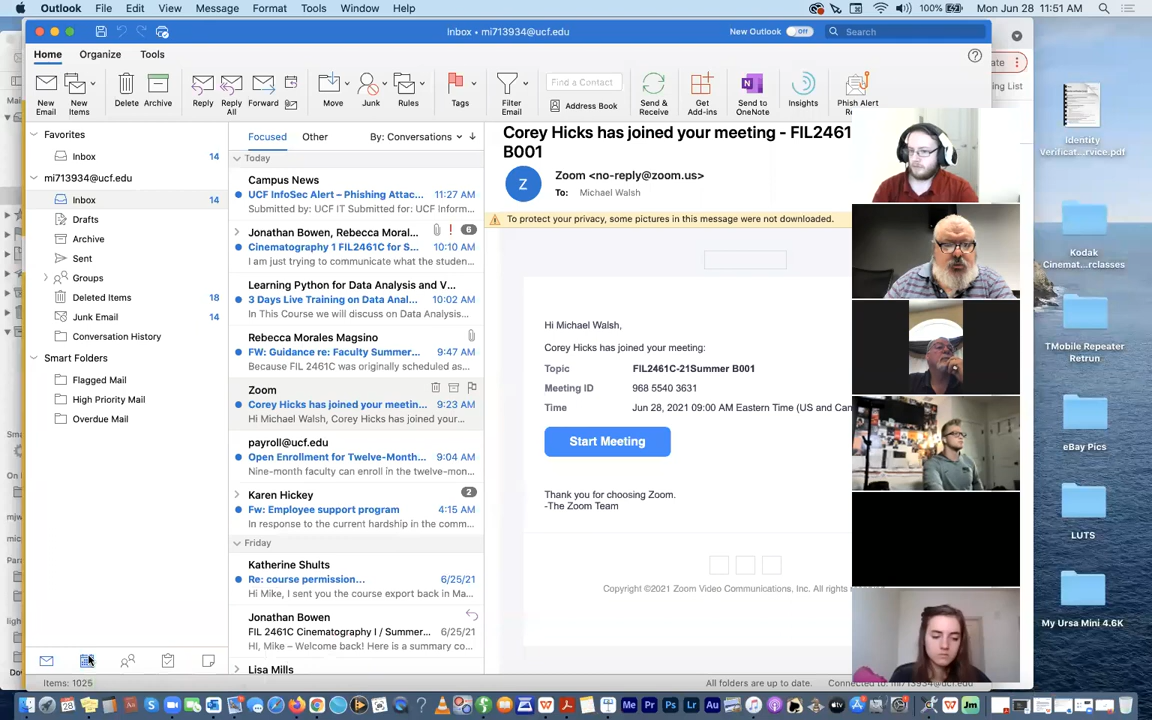 Outlook File Edit View Message Format Tools Window Help 100% Mon Jun 28 11:51 AM
Inbox • mi713934@ucf.edu New Outlook Off Search
Home Organize Tools
New Email New Items Delete Archive Reply Reply All Forward Move Junk Rules Tags Filter Email Find a Contact Address Book Send & Receive Get Add-ins Send to OneNote Insights Phish Alert
Favorites
Inbox 14
mi713934@ucf.edu
Inbox 14
Drafts
Archive
Sent
Groups
Deleted Items 18
Junk Email 14
Conversation History
Smart Folders
Flagged Mail
High Priority Mail
Overdue Mail
Items: 1025
Focused Other By: Conversations
Today
Campus News
UCF InfoSec Alert – Phishing Attac... 11:27 AM
Submitted by: UCF IT Submitted for: UCF Inform...
Jonathan Bowen, Rebecca Moral... 6
Cinematography 1 FIL2461C for S... 10:10 AM
I am just trying to communicate what the studen...
Learning Python for Data Analysis and V...
3 Days Live Training on Data Anal... 10:02 AM
In This Course we will discuss on Data Analysis...
Rebecca Morales Magsino
FW: Guidance re: Faculty Summer... 9:47 AM
Because FIL 2461C was originally scheduled as...
Zoom
Corey Hicks has joined your meetin... 9:23 AM
Hi Michael Walsh, Corey Hicks has joined your...
payroll@ucf.edu
Open Enrollment for Twelve-Month... 9:04 AM
Nine-month faculty can enroll in the twelve-mon...
Karen Hickey 2
Fw: Employee support program 4:15 AM
In response to the current hardship in the comm...
Friday
Katherine Shults
Re: course permission... 6/25/21
Hi Mike, I sent you the course export back in Ma...
Jonathan Bowen
FIL 2461C Cinematography I / Summer... 6/25/21
HI, Mike – Welcome back! Here is a summary co...
Lisa Mills
Corey Hicks has joined your meeting - FIL2461
B001
Z
Zoom <no-reply@zoom.us>
To: Michael Walsh
To protect your privacy, some pictures in this message were not downloaded.
Hi Michael Walsh,
Corey Hicks has joined your meeting:
Topic FIL2461C-21Summer B001
Meeting ID 968 5540 3631
Time Jun 28, 2021 09:00 AM Eastern Time (US and Can
Start Meeting
Thank you for choosing Zoom.
-The Zoom Team
Copyright ©2021 Zoom Video Communications, Inc. All rights
All folders are up to date. Connected to: mi713934@ucf.edu
Identity
Verificat...rvice.pdf
Kodak
Cinemat...rclasses
TMobile Repeater
Retrun
eBay Pics
LUTS
My Ursa Mini 4.6K